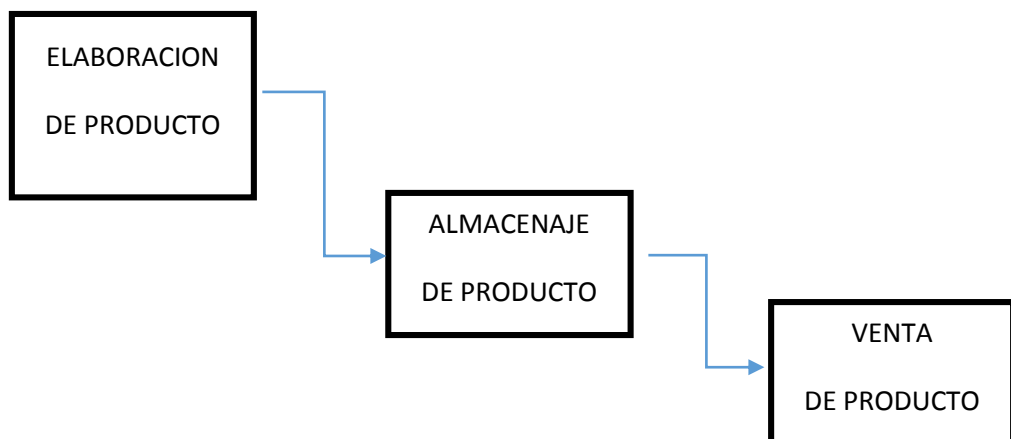 ELABORACION
DE PRODUCTO
ALMACENAJE
DE PRODUCTO
VENTA
DE PRODUCTO